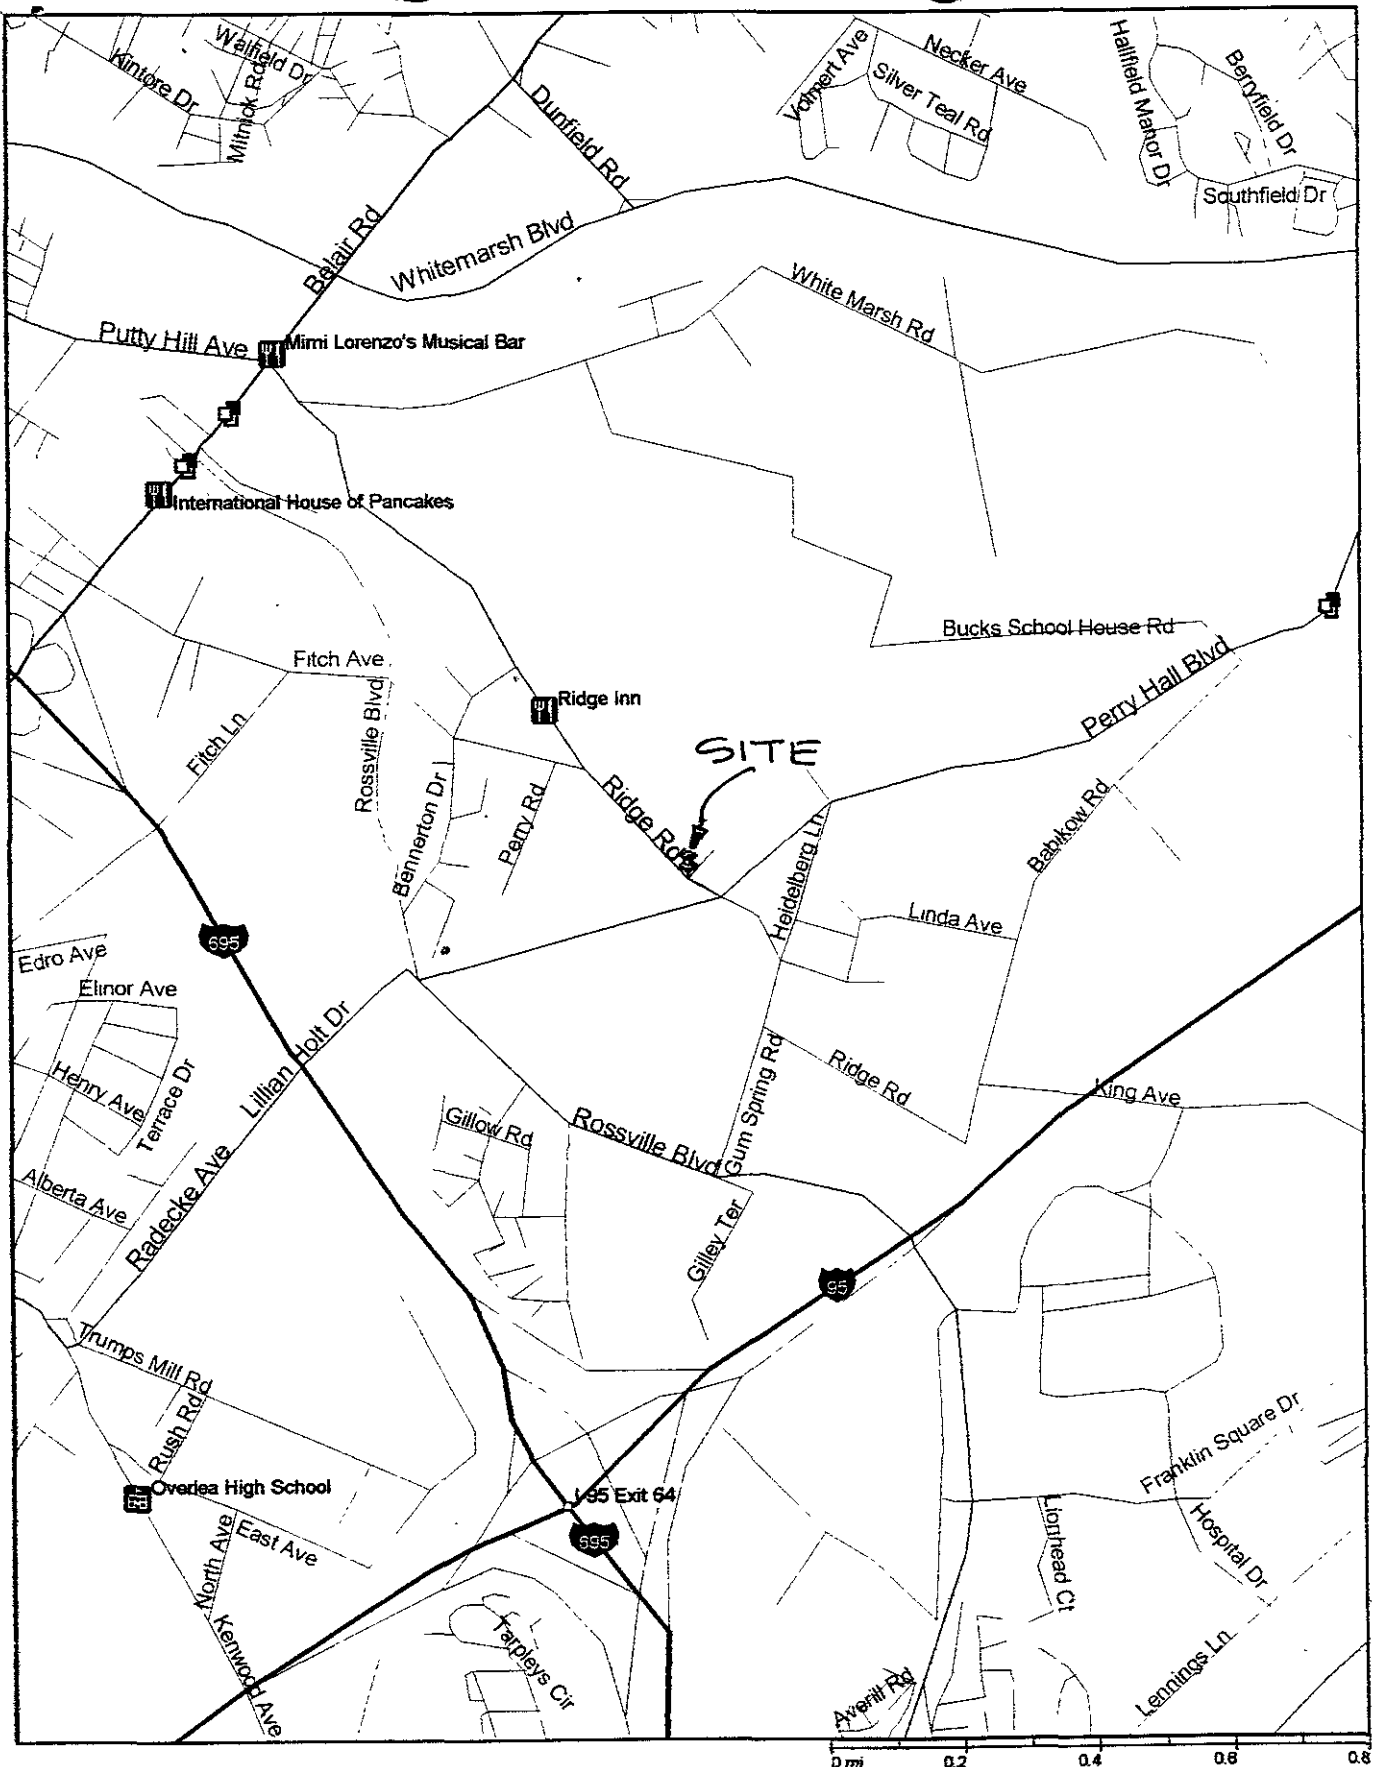 Walfield Dr
Kintore Dr
Mitnick Rd
Dunfield Rd
Volmert Ave
Necker Ave
Silver Teal Rd
Hallfield Manor Dr
Berryfield Dr
Southfield Dr
Belair Rd
Whitemarsh Blvd
White Marsh Rd
Putty Hill Ave
Mimi Lorenzo's Musical Bar
International House of Pancakes
Bucks School House Rd
Fitch Ave
Perry Hall Blvd
Rossville Blvd
Fitch Ln
Ridge Inn
SITE
Bennerton Dr
Perry Rd
Ridge Rd
Heidelberg Ln
Babikow Rd
Linda Ave
695
Edro Ave
Elinor Ave
Lillian Holt Dr
Henry Ave
Terrace Dr
Gum Spring Rd
Ridge Rd
King Ave
Gillow Rd
Rossville Blvd
Alberta Ave
Radecke Ave
Gilley Ter
95
Trumps Mill Rd
Rush Rd
Franklin Square Dr
Overlea High School
I-95 Exit 64
695
North Ave
East Ave
Lionhead Ct
Hospital Dr
Kenwood Ave
Tarpleys Cir
Averill Rd
Lennings Ln
0 mi 0.2 0.4 0.6 0.8